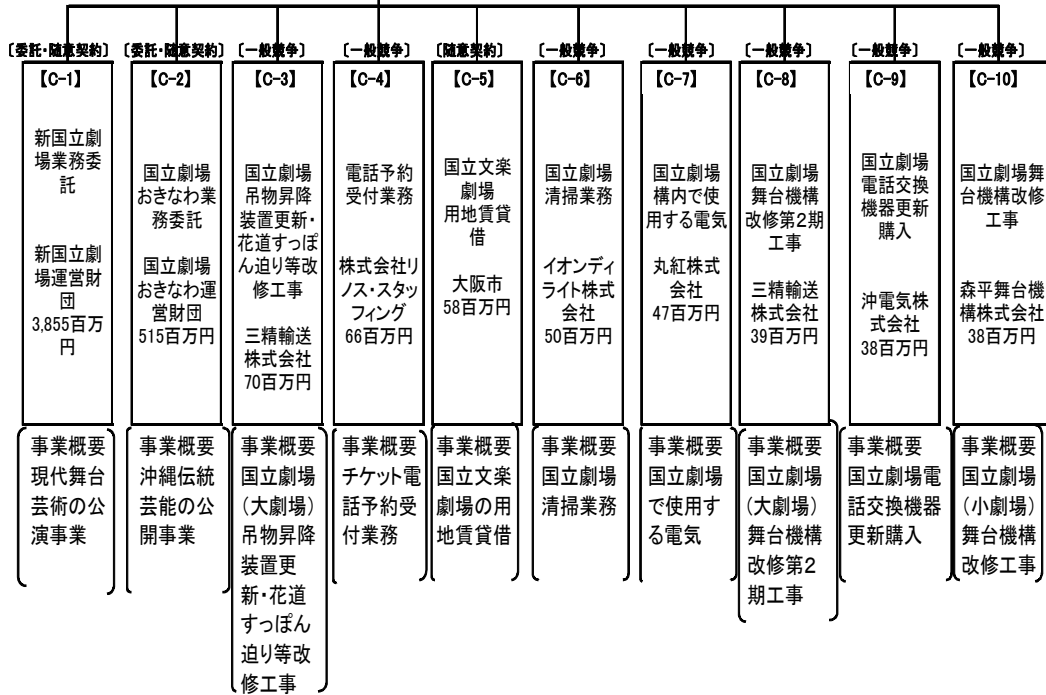 〔委託・随意契約〕
【C-1】
新国立劇
場業務委
託
新国立劇
場運営財
団
3,855百万
円
事業概要
現代舞台
芸術の公
演事業
〔委託・随意契約〕
【C-2】
国立劇場
おきなわ業
務委託
国立劇場
おきなわ運
営財団
515百万円
事業概要
沖縄伝統
芸能の公
開事業
〔一般競争〕
【C-3】
国立劇場
吊物昇降
装置更新・
花道すっぽ
ん迫り等改
修工事
三精輸送
株式会社
70百万円
事業概要
国立劇場
（大劇場）
吊物昇降
装置更
新・花道
すっぽん
迫り等改
修工事
〔一般競争〕
【C-4】
電話予約
受付業務
株式会社リ
ノス・スタッ
フィング
66百万円
事業概要
チケット電
話予約受
付業務
〔随意契約〕
【C-5】
国立文楽
劇場
用地賃貸
借
大阪市
58百万円
事業概要
国立文楽
劇場の用
地賃貸借
〔一般競争〕
【C-6】
国立劇場
清掃業務
イオンディ
ライト株式
会社
50百万円
事業概要
国立劇場
清掃業務
〔一般競争〕
【C-7】
国立劇場
構内で使
用する電気
丸紅株式
会社
47百万円
事業概要
国立劇場
で使用す
る電気
〔一般競争〕
【C-8】
国立劇場
舞台機構
改修第2期
工事
三精輸送
株式会社
39百万円
事業概要
国立劇場
（大劇場）
舞台機構
改修第2
期工事
〔一般競争〕
【C-9】
国立劇場
電話交換
機器更新
購入
沖電気株
式会社
38百万円
事業概要
国立劇場電
話交換機器
更新購入
〔一般競争〕
【C-10】
国立劇場舞
台機構改修
工事
森平舞台機
構株式会社
38百万円
事業概要
国立劇場
（小劇場）
舞台機構
改修工事